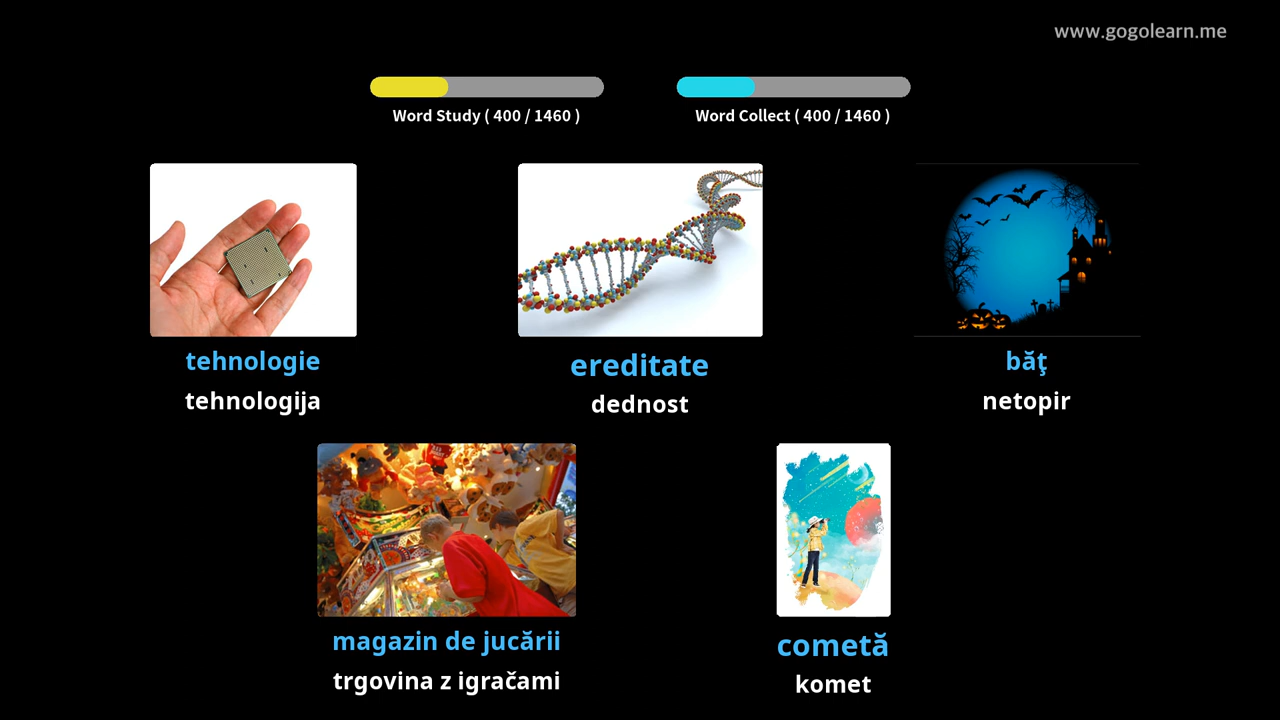 www.gogolearn.me
Word Study ( 400 / 1460 )
Word Collect ( 400 / 1460 )
tehnologie
tehnologija
ereditate
dednost
băţ
netopir
magazin de jucării
trgovina z igračami
cometă
komet